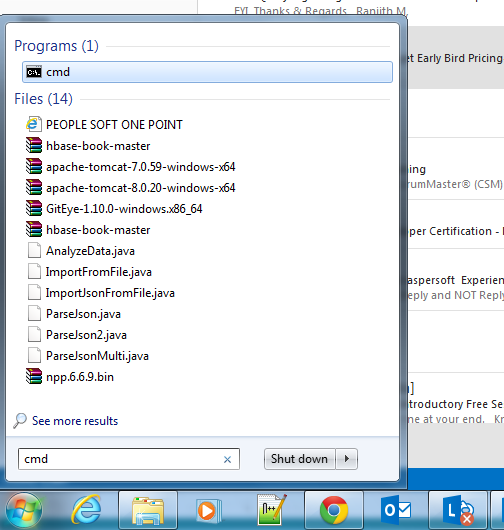 FYI Thanks & Regards Ranjith M.
Programs (1)
cmd
et Early Bird Pricing
Files (14)
PEOPLE SOFT ONE POINT
hbase-book-master
apache-tomcat-7.0.59-windows-x64
ning
apache-tomcat-8.0.20-windows-x64
rumMaster® (CSM)
GitEye-1.10.0-windows.x86_64
hbase-book-master
per Certification -
AnalyzeData.java
ImportFromFile.java
aspersoft Experien
ImportJsonFromFile.java
eply and NOT Reply
ParseJson.java
ParseJson2.java
ParseJsonMulti.java
npp.6.6.9.bin
]
ntroductory Free Se
See more results
ne at your end. Kn
cmd
Shut down